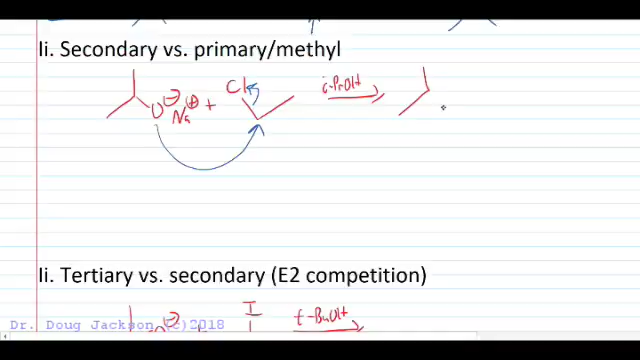 Ii. Secondary vs. primary/methyl
Cl
i-PrOH
O⊖ Na⊕ +
Ii. Tertiary vs. secondary (E2 competition)
I
t-BuOH
Dr. Doug Jackson (c)2018